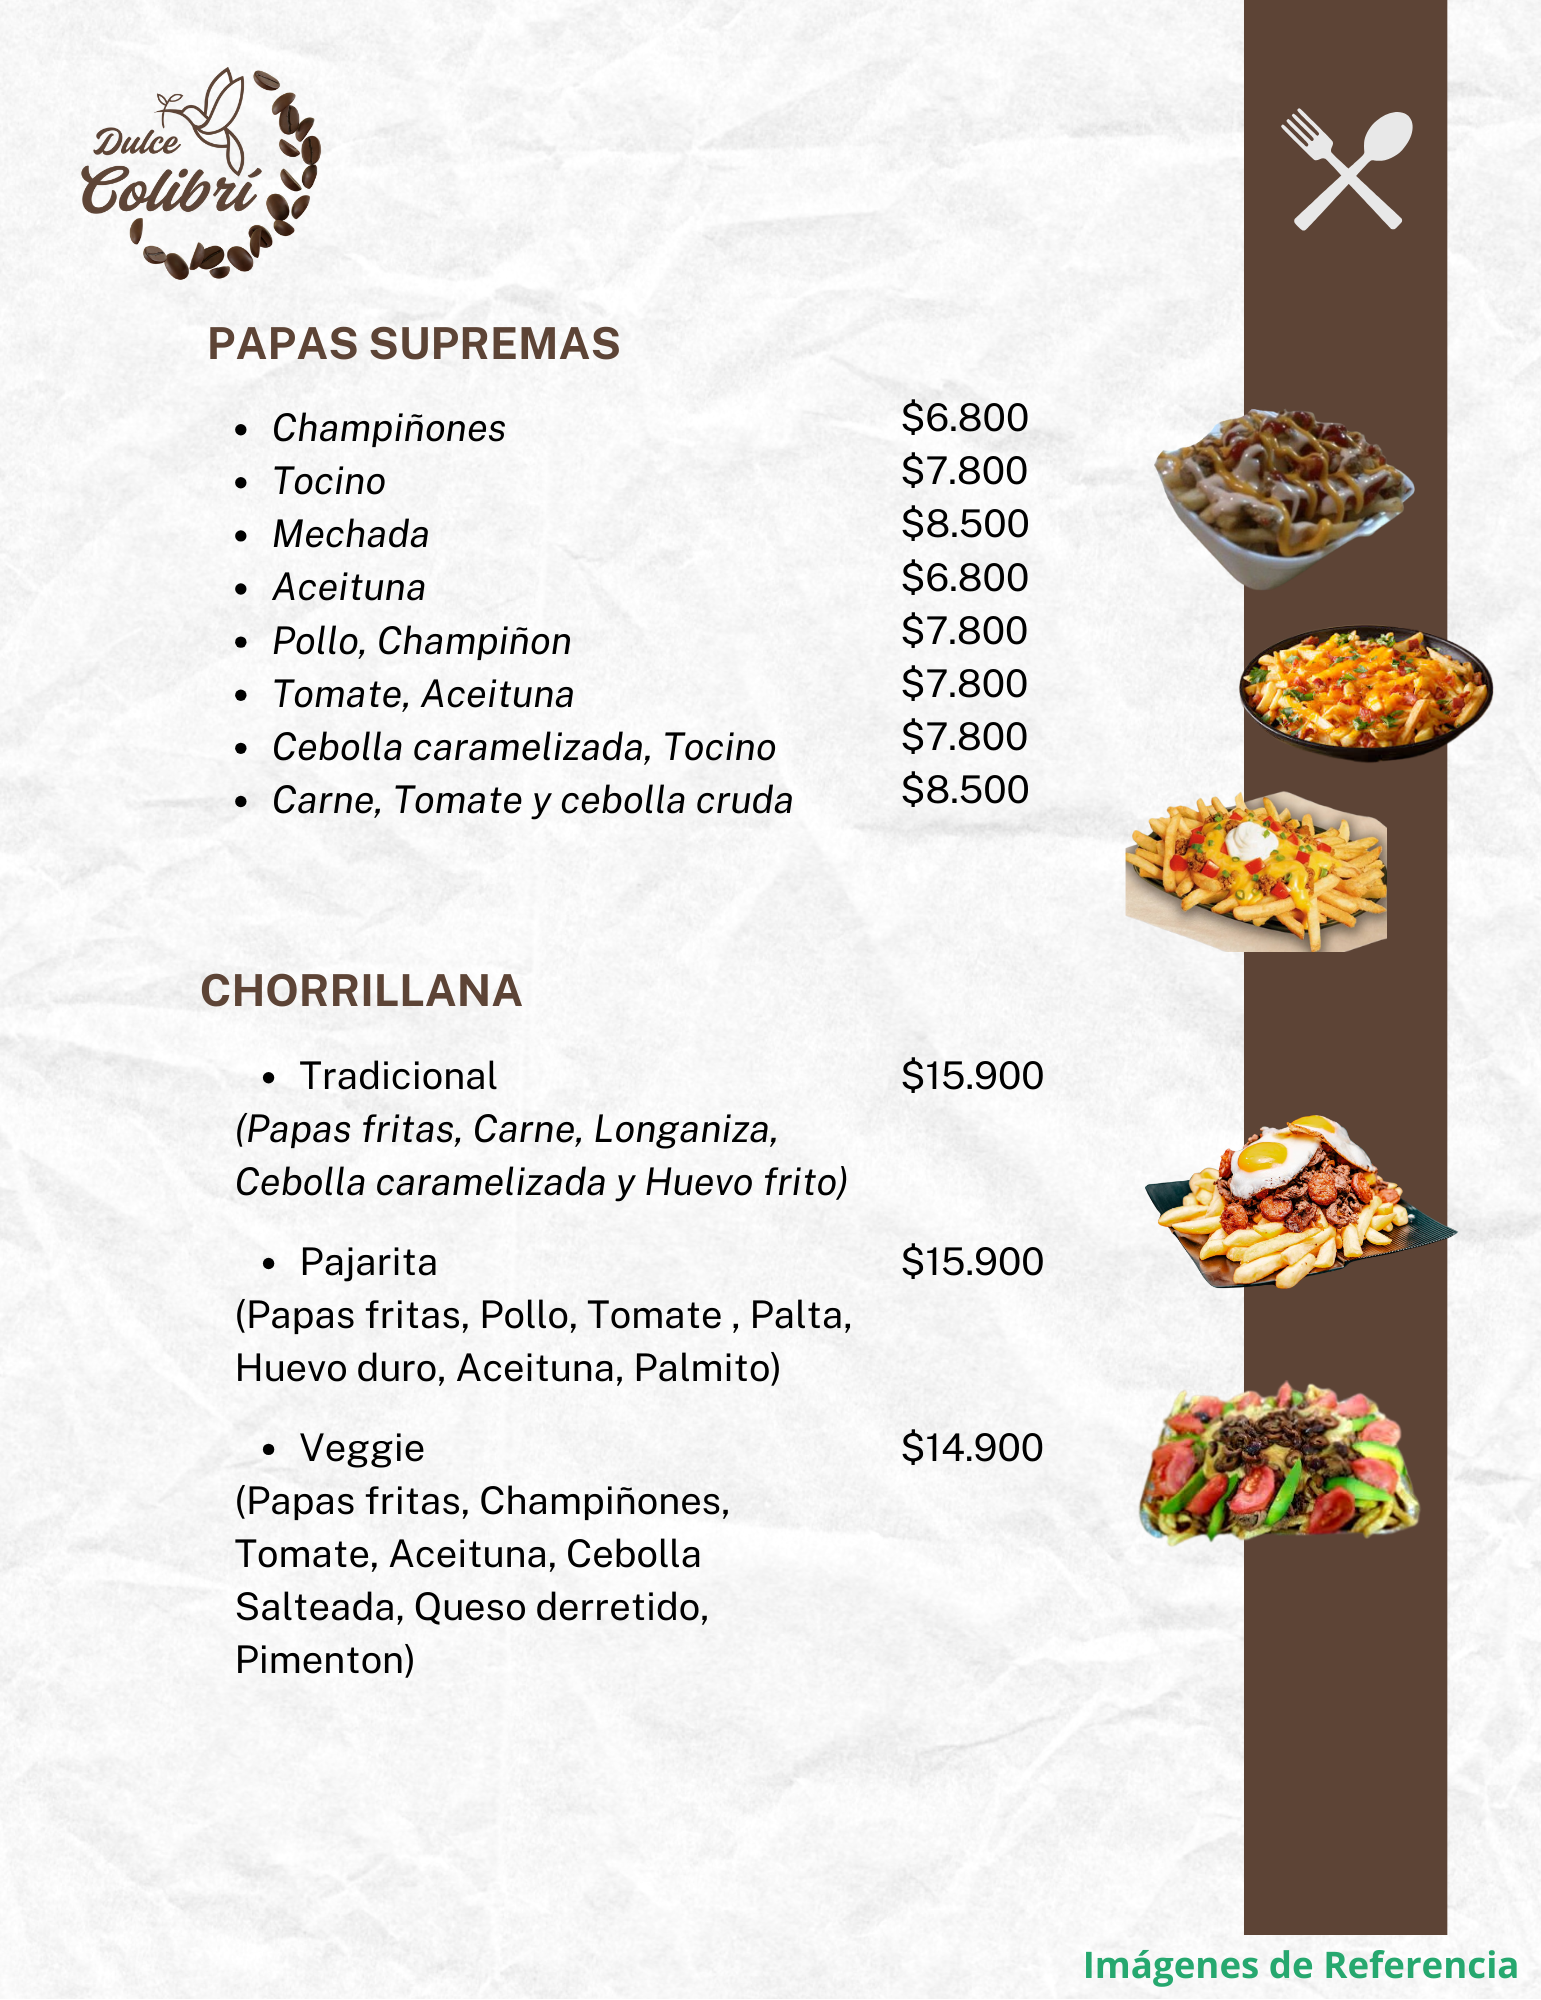 Dulce
Colibrí
PAPAS SUPREMAS
• Champiñones $6.800
• Tocino $7.800
• Mechada $8.500
• Aceituna $6.800
• Pollo, Champiñon $7.800
• Tomate, Aceituna $7.800
• Cebolla caramelizada, Tocino $7.800
• Carne, Tomate y cebolla cruda $8.500
CHORRILLANA
• Tradicional $15.900
(Papas fritas, Carne, Longaniza,
Cebolla caramelizada y Huevo frito)
• Pajarita $15.900
(Papas fritas, Pollo, Tomate , Palta,
Huevo duro, Aceituna, Palmito)
• Veggie $14.900
(Papas fritas, Champiñones,
Tomate, Aceituna, Cebolla
Salteada, Queso derretido,
Pimenton)
Imágenes de Referencia